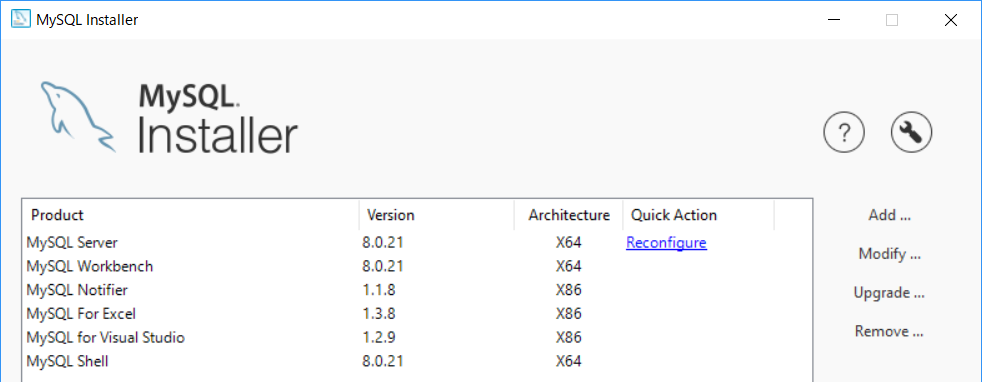 MySQL Installer
MySQL.
Installer
?
Product Version Architecture Quick Action
MySQL Server 8.0.21 X64 Reconfigure
MySQL Workbench 8.0.21 X64
MySQL Notifier 1.1.8 X86
MySQL For Excel 1.3.8 X86
MySQL for Visual Studio 1.2.9 X86
MySQL Shell 8.0.21 X64
Add ...
Modify ...
Upgrade ...
Remove ...